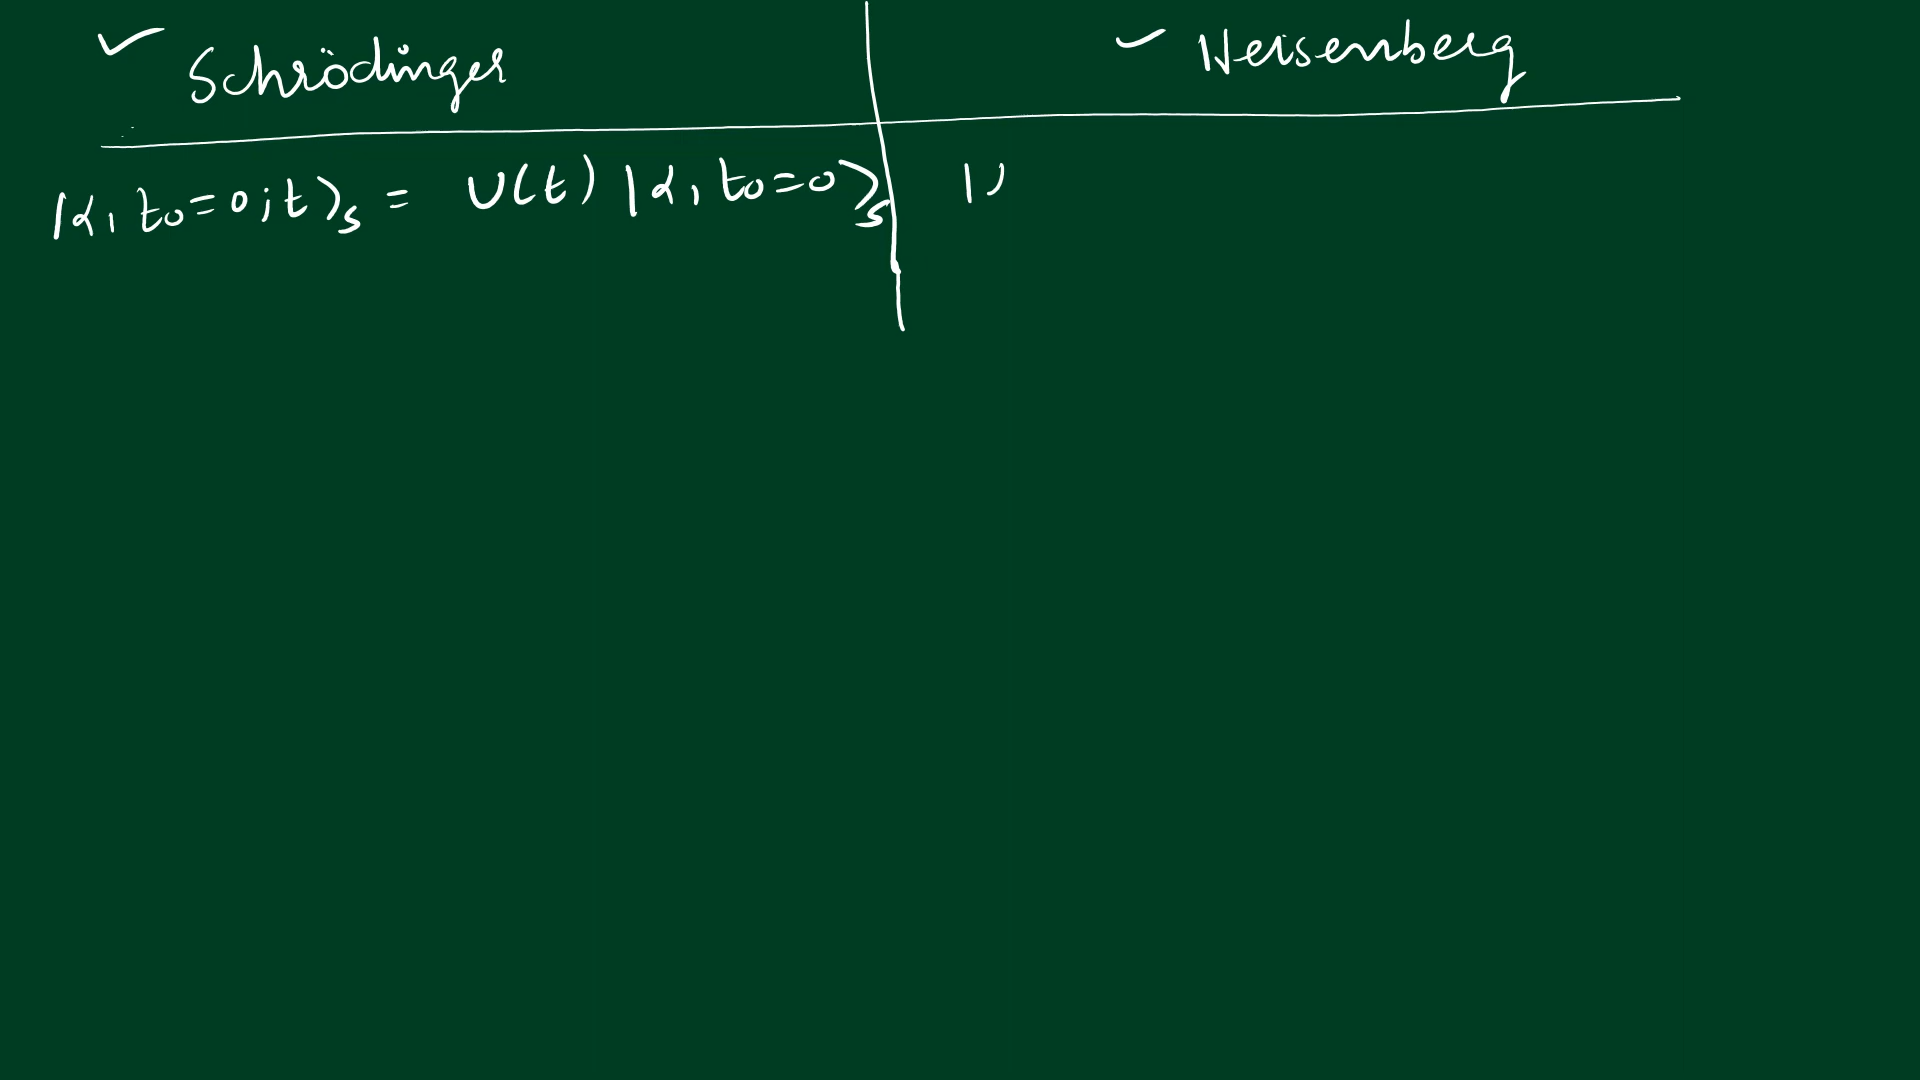 ✓ Schrödinger ✓ Heisenberg
|α, t₀=0; t⟩ₛ = U(t) |α, t₀=0⟩ₛ |